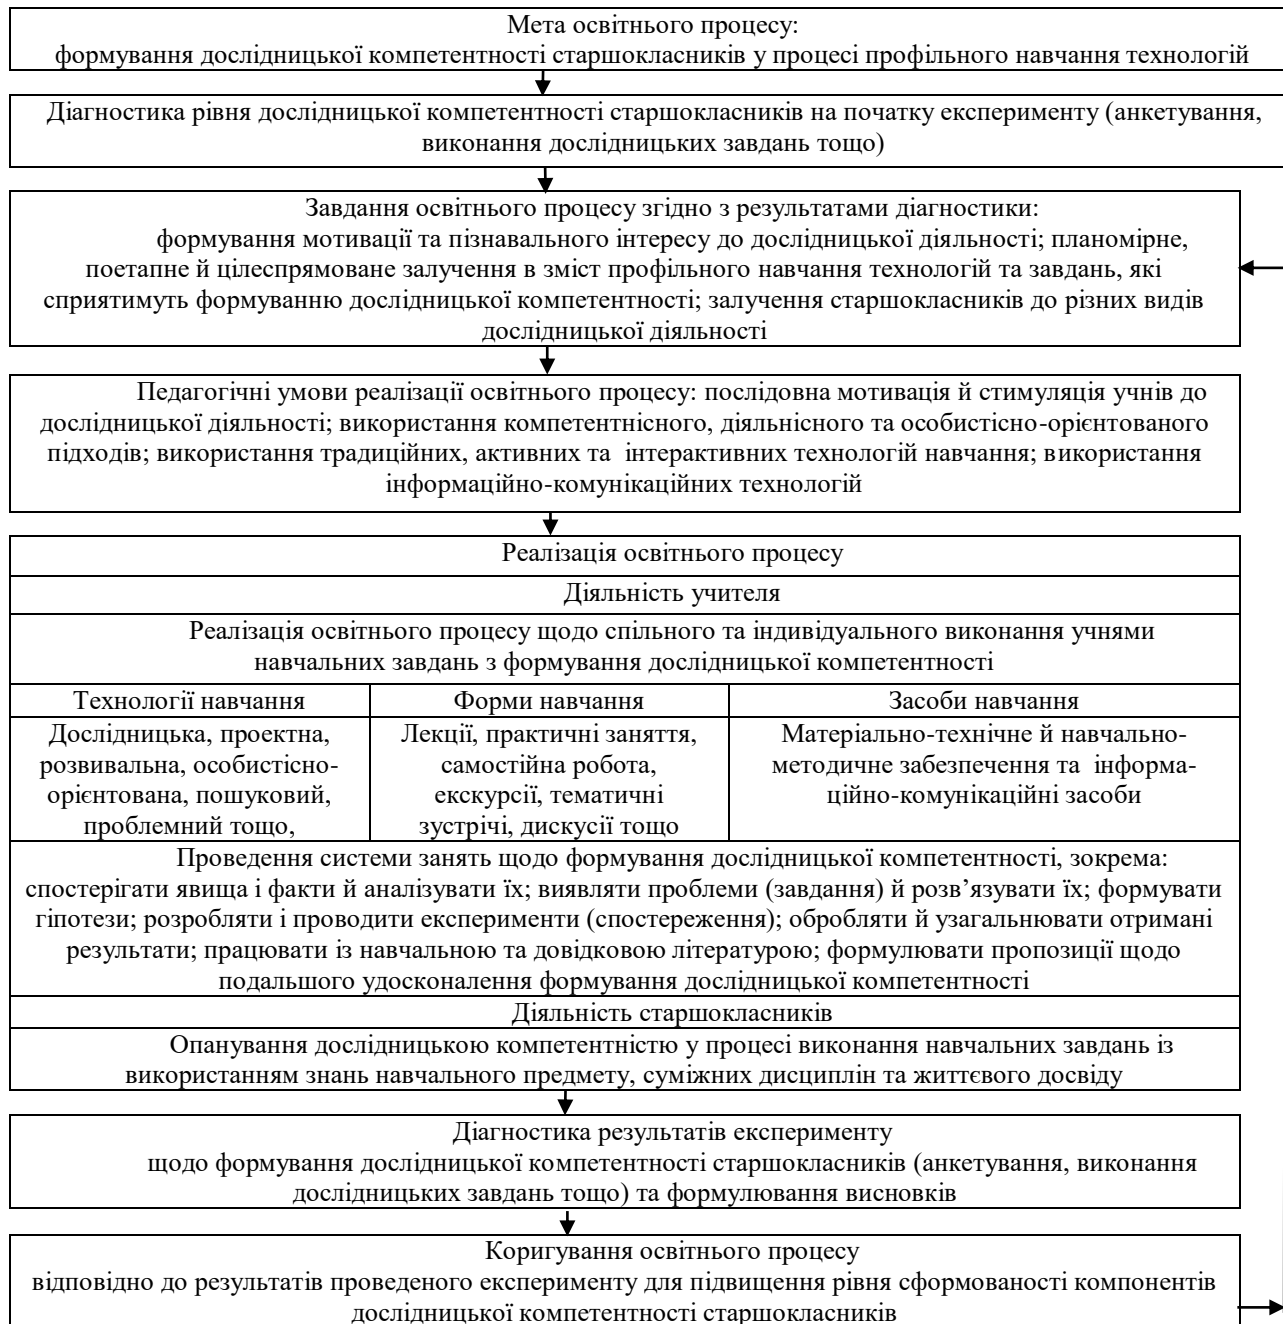 Мета освітнього процесу:
формування дослідницької компетентності старшокласників у процесі профільного навчання технологій
Діагностика рівня дослідницької компетентності старшокласників на початку експерименту (анкетування,
виконання дослідницьких завдань тощо)
Завдання освітнього процесу згідно з результатами діагностики:
формування мотивації та пізнавального інтересу до дослідницької діяльності; планомірне,
поетапне й цілеспрямоване залучення в зміст профільного навчання технологій та завдань, які
сприятимуть формуванню дослідницької компетентності; залучення старшокласників до різних видів
дослідницької діяльності
Педагогічні умови реалізації освітнього процесу: послідовна мотивація й стимуляція учнів до
дослідницької діяльності; використання компетентнісного, діяльнісного та особистісно-орієнтованого
підходів; використання традиційних, активних та інтерактивних технологій навчання; використання
інформаційно-комунікаційних технологій
Реалізація освітнього процесу
Діяльність учителя
Реалізація освітнього процесу щодо спільного та індивідуального виконання учнями
навчальних завдань з формування дослідницької компетентності
Технології навчання
Дослідницька, проектна,
розвивальна, особистісно-
орієнтована, пошуковий,
проблемний тощо,
Форми навчання
Лекції, практичні заняття,
самостійна робота,
екскурсії, тематичні
зустрічі, дискусії тощо
Засоби навчання
Матеріально-технічне й навчально-
методичне забезпечення та інформа-
ційно-комунікаційні засоби
Проведення системи занять щодо формування дослідницької компетентності, зокрема:
спостерігати явища і факти й аналізувати їх; виявляти проблеми (завдання) й розв’язувати їх; формувати
гіпотези; розробляти і проводити експерименти (спостереження); обробляти й узагальнювати отримані
результати; працювати із навчальною та довідковою літературою; формулювати пропозиції щодо
подальшого удосконалення формування дослідницької компетентності
Діяльність старшокласників
Опанування дослідницькою компетентністю у процесі виконання навчальних завдань із
використанням знань навчального предмету, суміжних дисциплін та життєвого досвіду
Діагностика результатів експерименту
щодо формування дослідницької компетентності старшокласників (анкетування, виконання
дослідницьких завдань тощо) та формулювання висновків
Коригування освітнього процесу
відповідно до результатів проведеного експерименту для підвищення рівня сформованості компонентів
дослідницької компетентності старшокласників